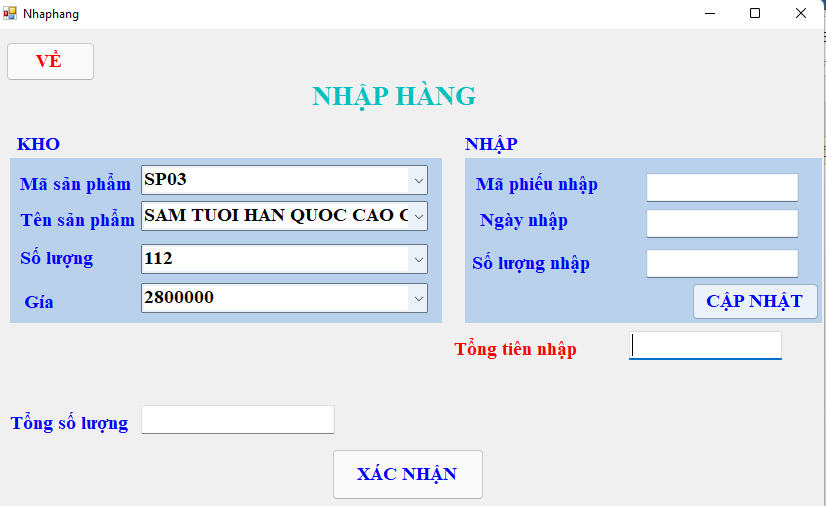 Nhaphang
VỀ
NHẬP HÀNG
KHO
Mã sản phẩm SP03
Tên sản phẩm SAM TUOI HAN QUOC CAO
Số lượng 112
Gía 2800000
NHẬP
Mã phiếu nhập
Ngày nhập
Số lượng nhập
CẬP NHẬT
Tổng tiên nhập
Tổng số lượng
XÁC NHẬN